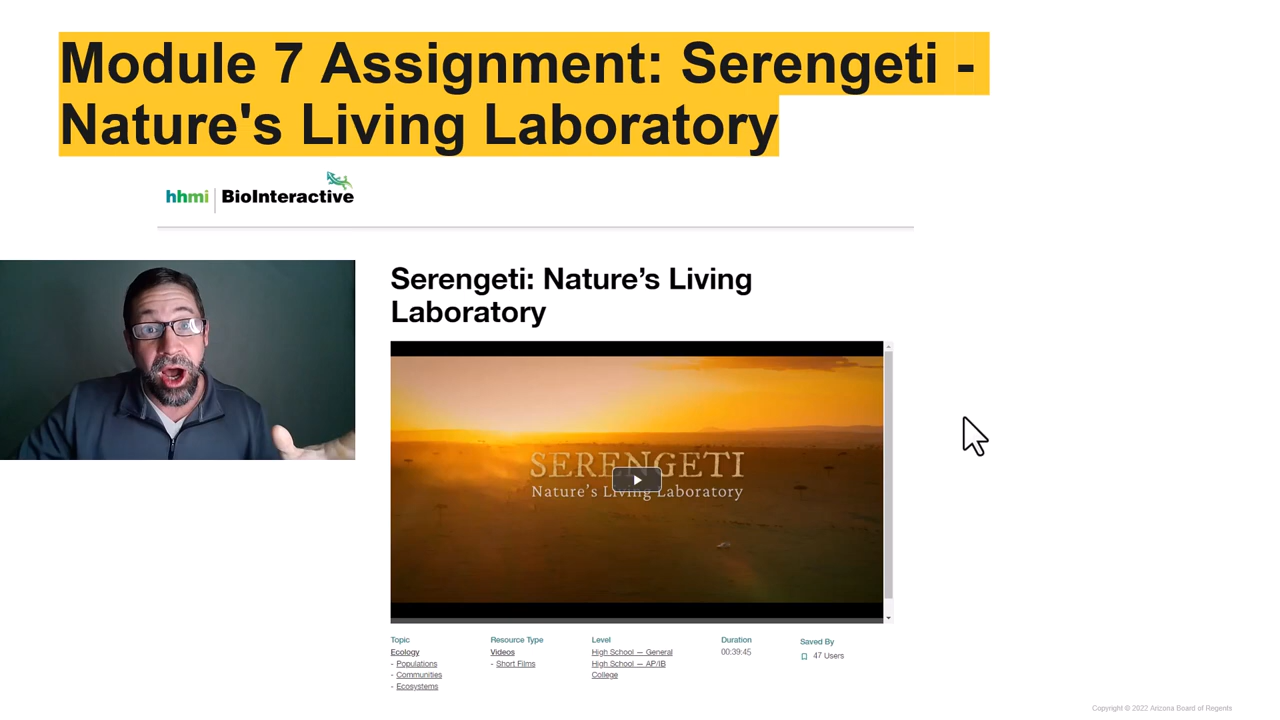 Module 7 Assignment: Serengeti -
Nature's Living Laboratory
hhmi | BioInteractive
Serengeti: Nature’s Living
Laboratory
SERENGETI
Nature's Living Laboratory
Topic
Ecology
- Populations
- Communities
- Ecosystems
Resource Type
Videos
- Short Films
Level
High School — General
High School — AP/IB
College
Duration
00:39:45
Saved By
47 Users
Copyright © 2022 Arizona Board of Regents